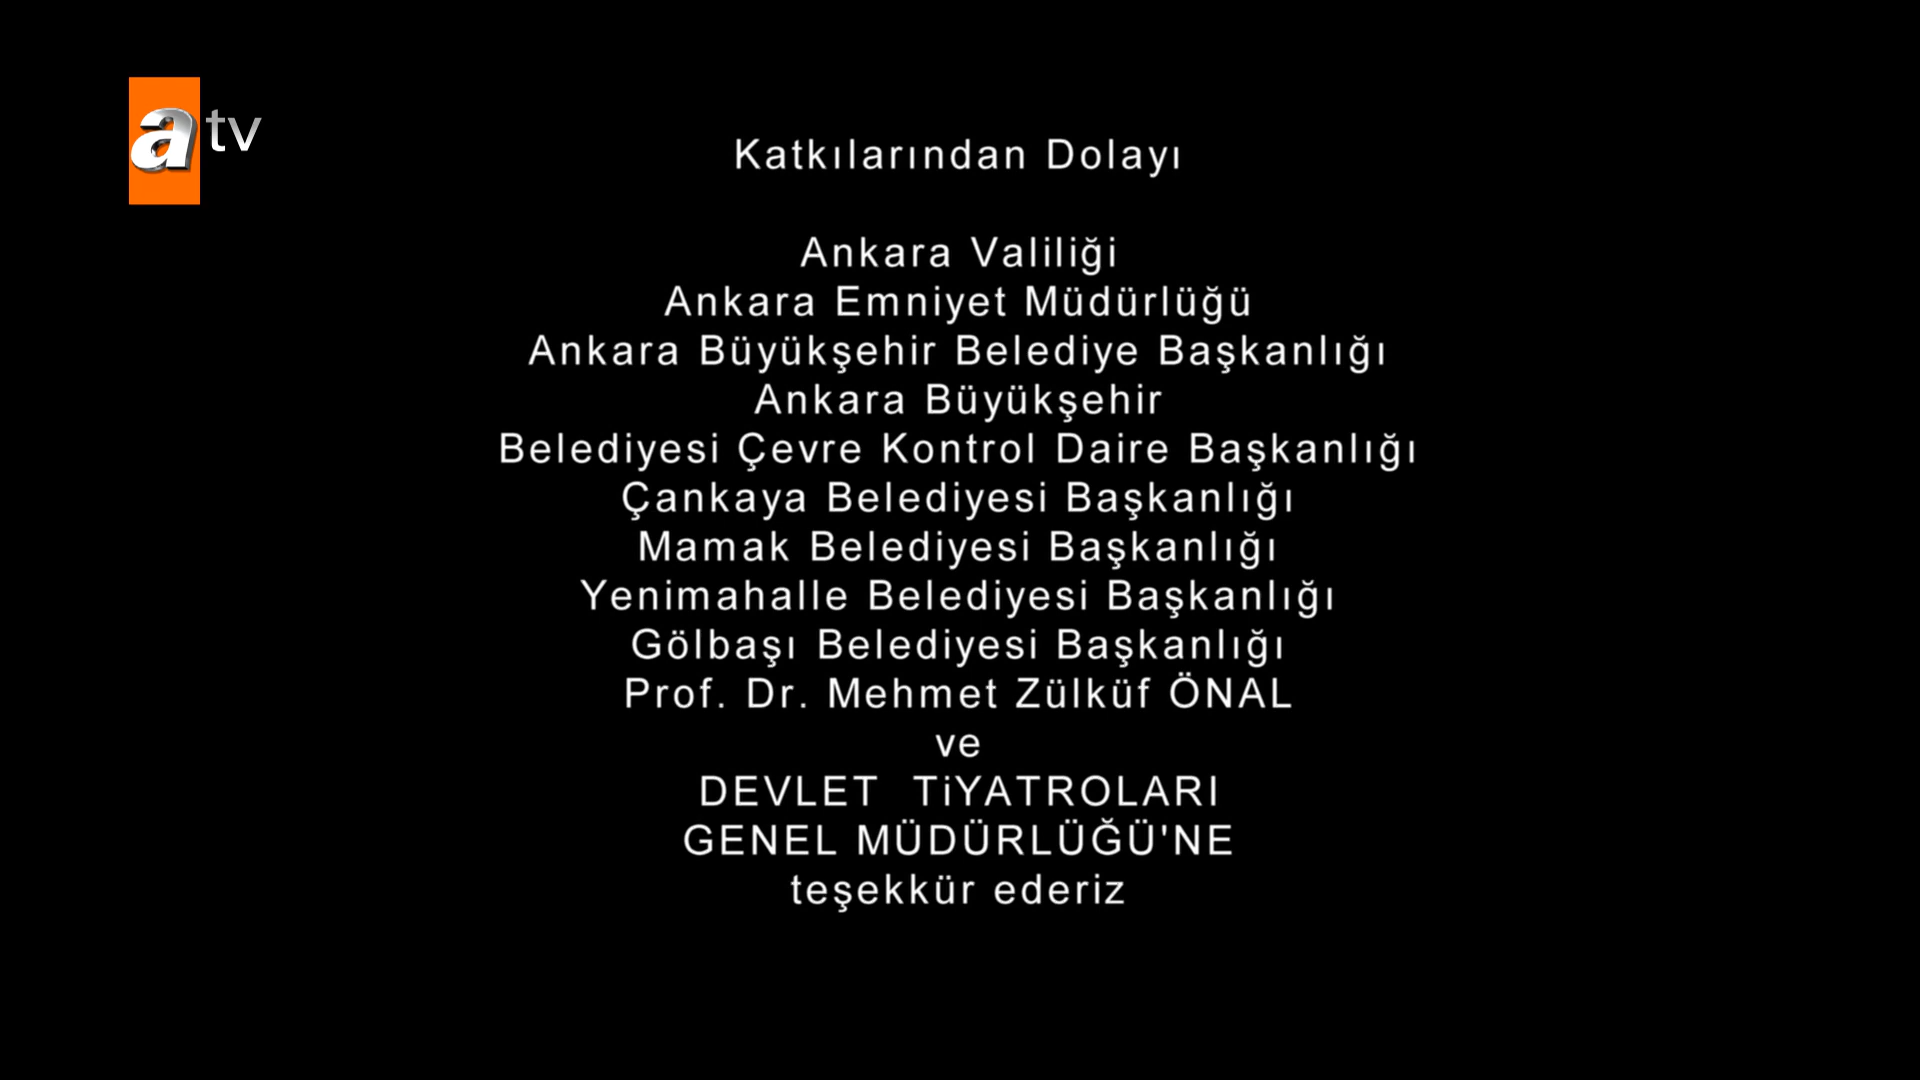 atv
Katkılarından Dolayı
Ankara Valiliği
Ankara Emniyet Müdürlüğü
Ankara Büyükşehir Belediye Başkanlığı
Ankara Büyükşehir
Belediyesi Çevre Kontrol Daire Başkanlığı
Çankaya Belediyesi Başkanlığı
Mamak Belediyesi Başkanlığı
Yenimahalle Belediyesi Başkanlığı
Gölbaşı Belediyesi Başkanlığı
Prof. Dr. Mehmet Zülküf ÖNAL
ve
DEVLET TiYATROLARI
GENEL MÜDÜRLÜĞÜ'NE
teşekkür ederiz